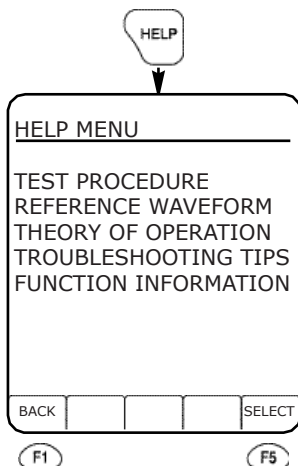 HELP
HELP MENU
TEST PROCEDURE
REFERENCE WAVEFORM
THEORY OF OPERATION
TROUBLESHOOTING TIPS
FUNCTION INFORMATION
BACK SELECT
F1 F5